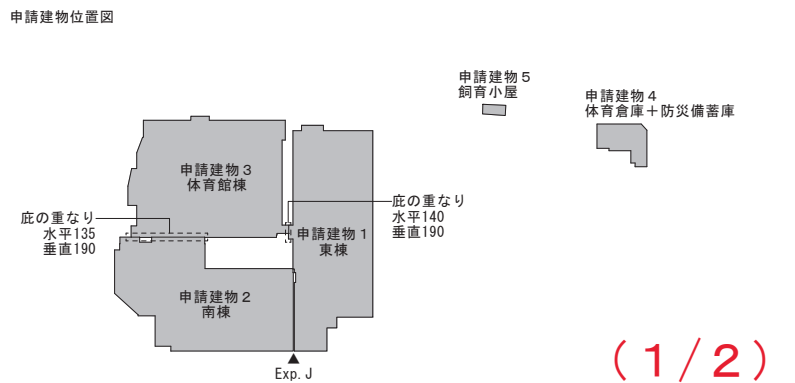 申請建物位置図
申請建物５
飼育小屋
申請建物４
体育倉庫＋防災備蓄庫
申請建物３
体育館棟
庇の重なり
水平135
垂直190
庇の重なり
水平140
垂直190
申請建物１
東棟
申請建物２
南棟
Exp.J
（１/２）